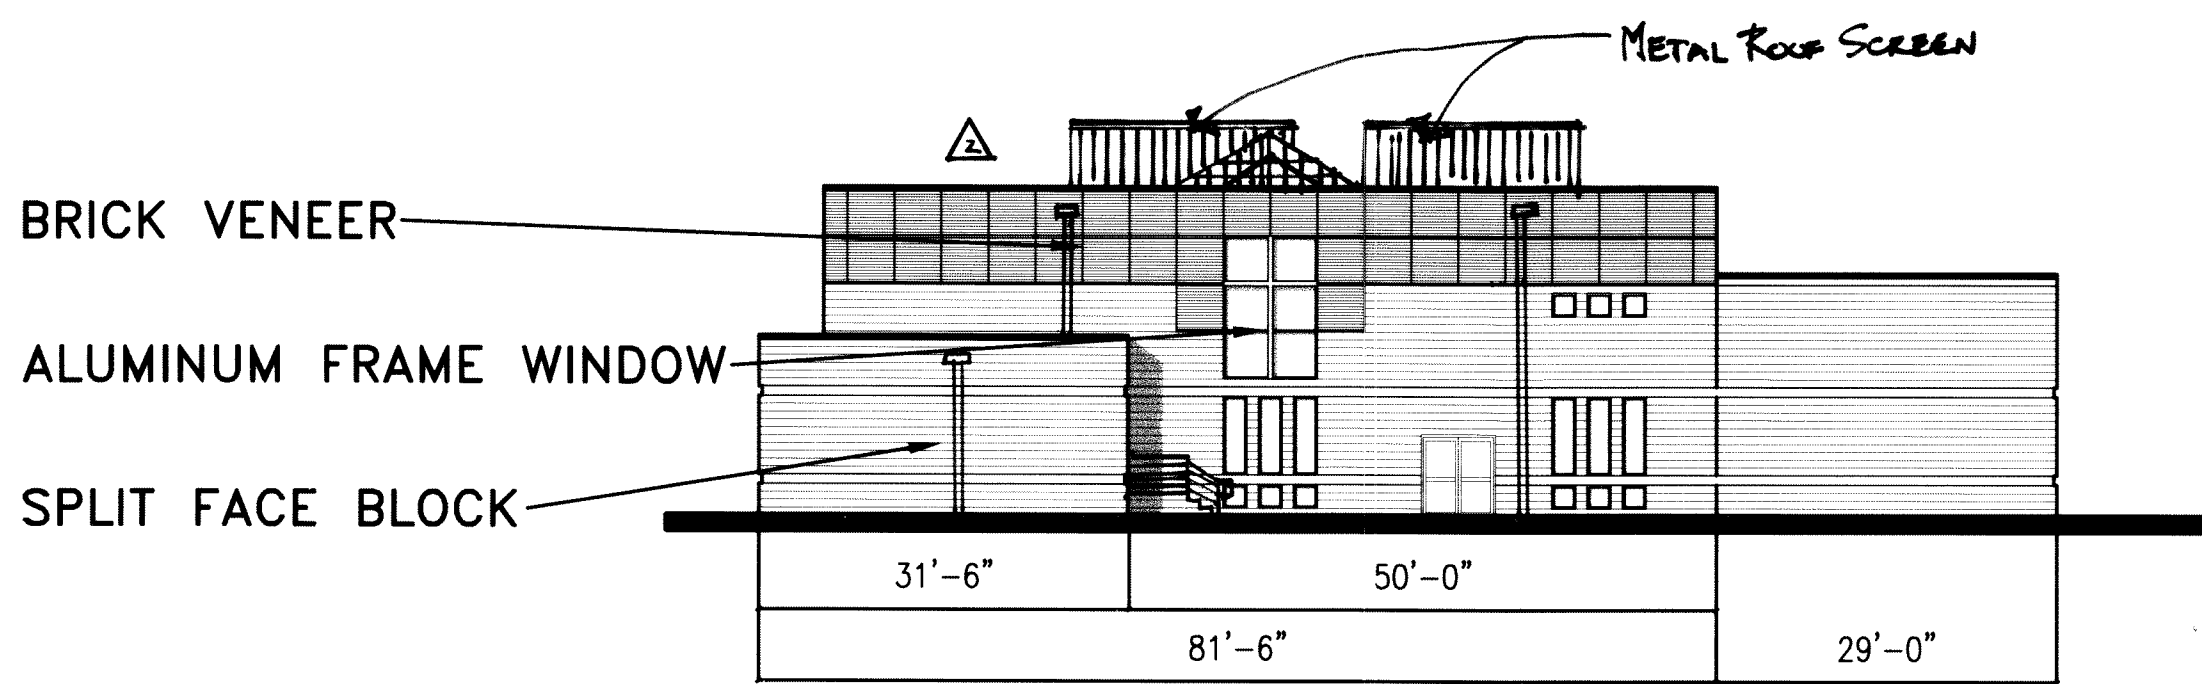 METAL ROOF SCREEN
2
BRICK VENEER
ALUMINUM FRAME WINDOW
SPLIT FACE BLOCK
31'-6"
50'-0"
81'-6"
29'-0"